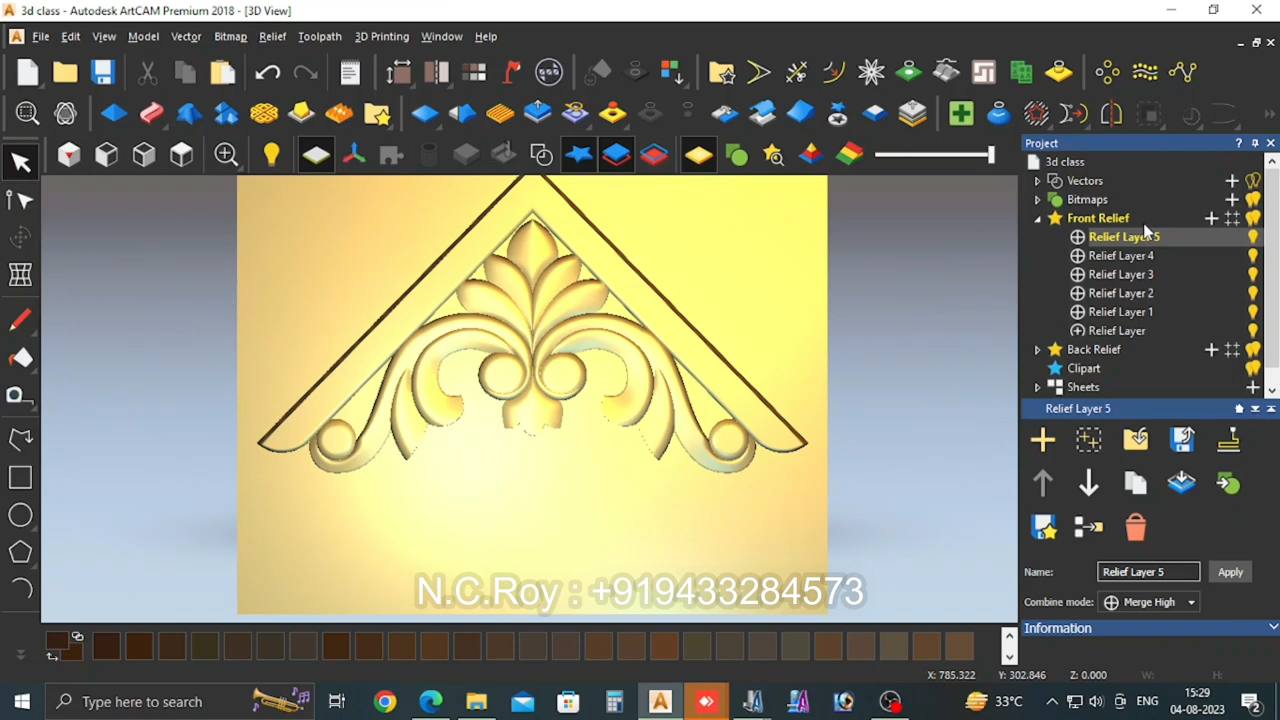 3d class - Autodesk ArtCAM Premium 2018 - [3D View]
File Edit View Model Vector Bitmap Relief Toolpath 3D Printing Window Help
Project
3d class
Vectors
Bitmaps
Front Relief
Relief Layer 5
Relief Layer 4
Relief Layer 3
Relief Layer 2
Relief Layer 1
Relief Layer
Back Relief
Clipart
Sheets
Relief Layer 5
Name: Relief Layer 5 Apply
Combine mode: Merge High
Information
N.C.Roy : +919433284573
X: 785.322 Y: 302.846 Z: 0.000 W: H:
Type here to search
33°C ENG 15:29
04-08-2023
2